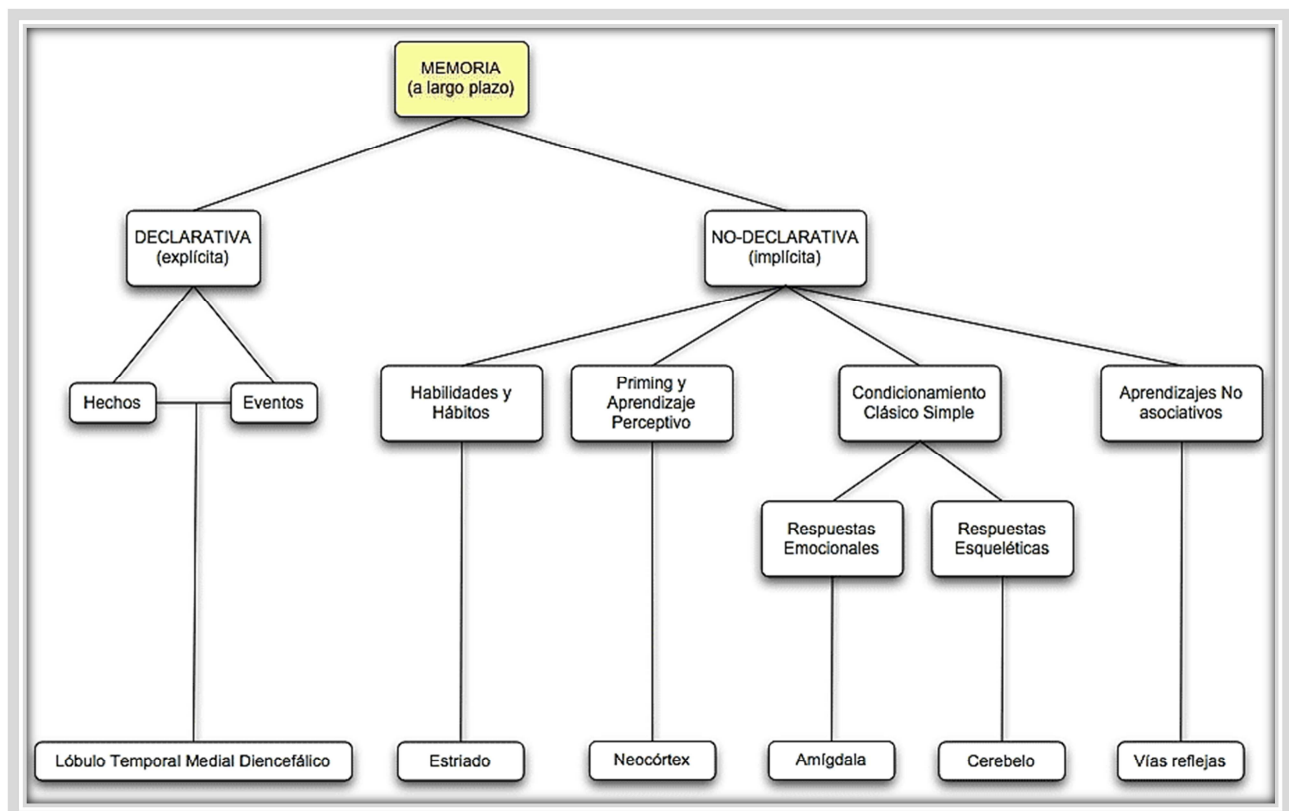 MEMORIA
(a largo plazo)
DECLARATIVA
(explícita)
NO-DECLARATIVA
(implícita)
Hechos
Eventos
Habilidades y
Hábitos
Priming y
Aprendizaje
Perceptivo
Condicionamiento
Clásico Simple
Aprendizajes No
asociativos
Respuestas
Emocionales
Respuestas
Esqueléticas
Lóbulo Temporal Medial Diencefálico
Estriado
Neocórtex
Amígdala
Cerebelo
Vías reflejas